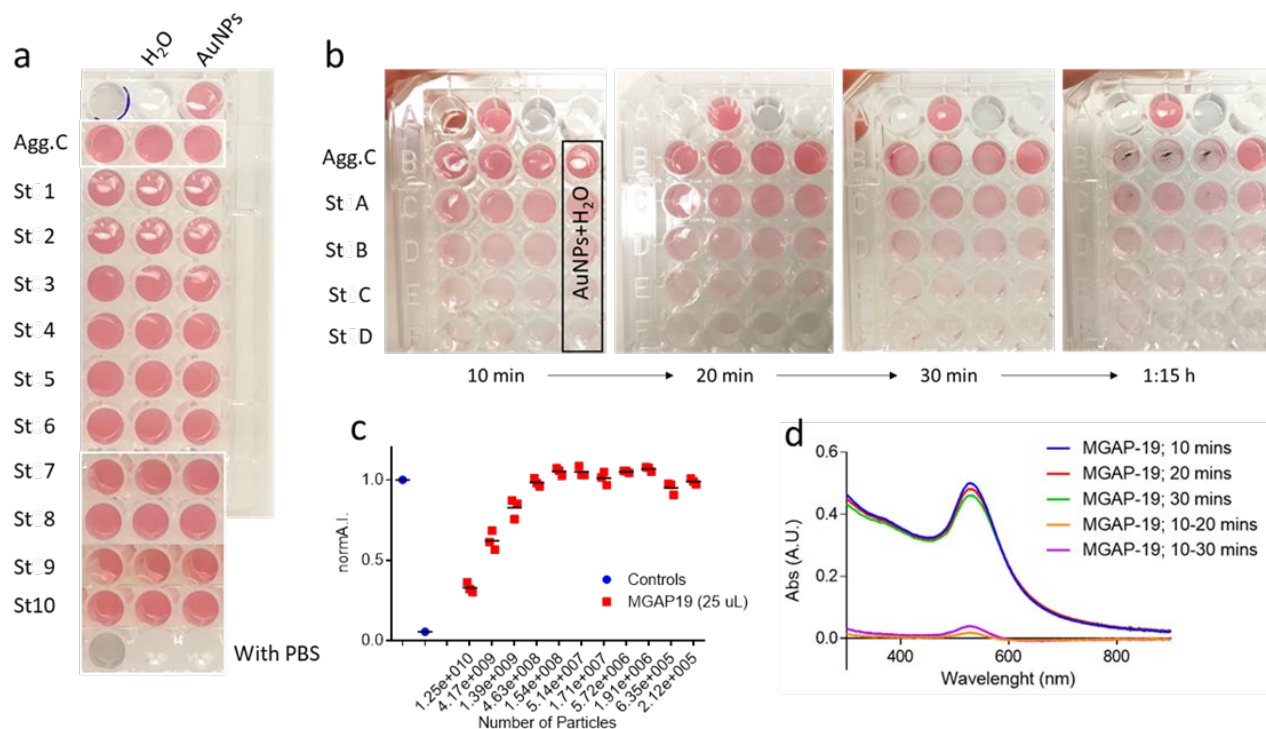 a
H₂O
AuNPs
Agg.C
St 1
St 2
St 3
St 4
St 5
St 6
St 7
St 8
St 9
St10
With PBS
b
Agg.C
St A
St B
St C
St D
A
B
C
D
E
AuNPs+H₂O
B
C
D
E
B
C
D
E
B
C
D
10 min
20 min
30 min
1:15 h
c
normA.I.
1.0
0.5
0.0
Controls
MGAP19 (25 uL)
1.25e+010
4.17e+009
1.39e+009
4.63e+008
1.54e+008
5.14e+007
1.71e+007
5.72e+006
1.91e+006
6.35e+005
2.12e+005
Number of Particles
d
Abs (A.U.)
0.6
0.4
0.2
0.0
400
600
800
Wavelenght (nm)
MGAP-19; 10 mins
MGAP-19; 20 mins
MGAP-19; 30 mins
MGAP-19; 10-20 mins
MGAP-19; 10-30 mins